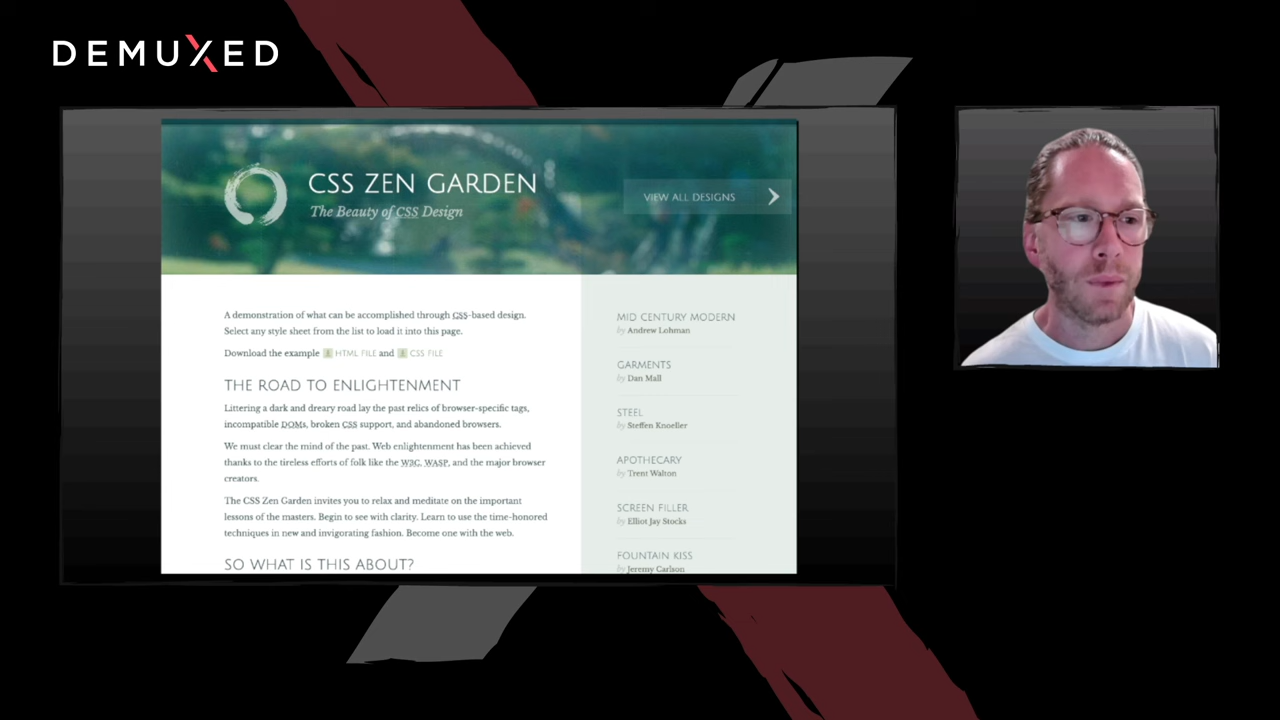 DEMUXED
CSS ZEN GARDEN
The Beauty of CSS Design
VIEW ALL DESIGNS
A demonstration of what can be accomplished through CSS-based design.
Select any style sheet from the list to load it into this page.
Download the example HTML FILE and CSS FILE
THE ROAD TO ENLIGHTENMENT
Littering a dark and dreary road lay the past relics of browser-specific tags,
incompatible DOMs, broken CSS support, and abandoned browsers.
We must clear the mind of the past. Web enlightenment has been achieved
thanks to the tireless efforts of folk like the W3C, WASP, and the major browser
creators.
The CSS Zen Garden invites you to relax and meditate on the important
lessons of the masters. Begin to see with clarity. Learn to use the time-honored
techniques in new and invigorating fashion. Become one with the web.
SO WHAT IS THIS ABOUT?
MID CENTURY MODERN
by Andrew Lohman
GARMENTS
by Dan Mall
STEEL
by Steffen Knoeller
APOTHECARY
by Trent Walton
SCREEN FILLER
by Elliot Jay Stocks
FOUNTAIN KISS
by Jeremy Carlson